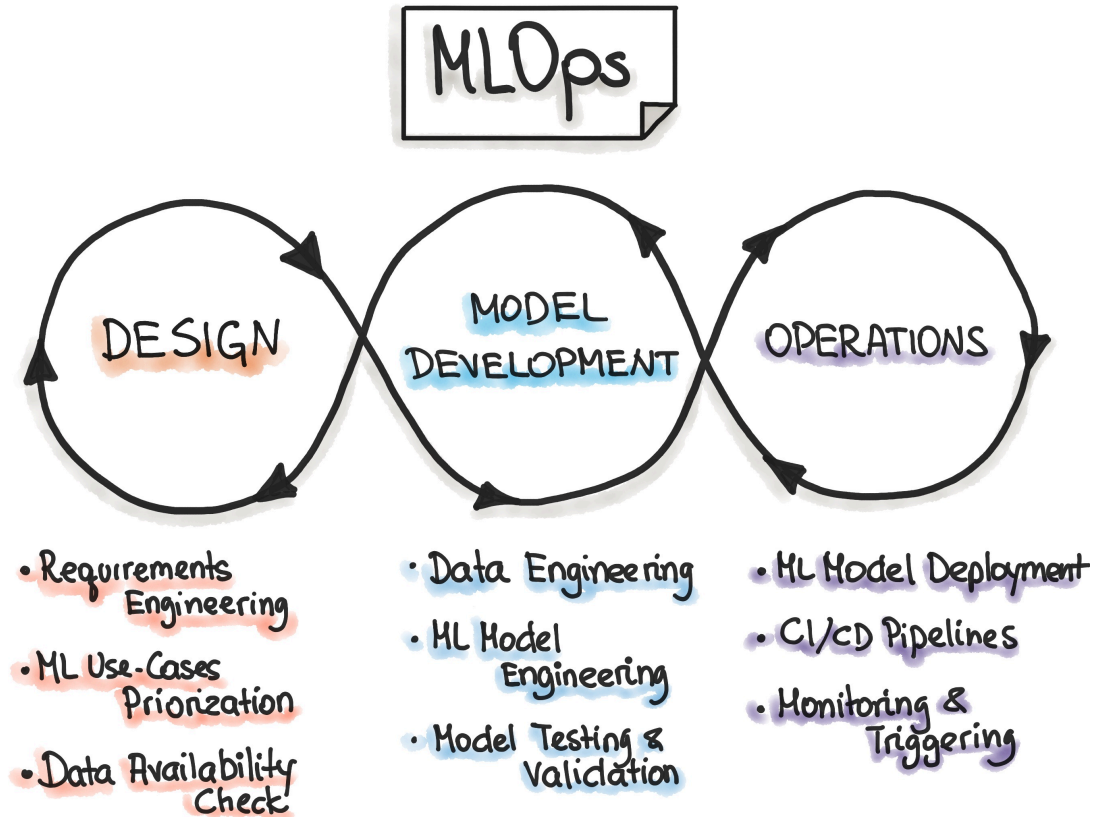 MLOps
DESIGN
MODEL
DEVELOPMENT
OPERATIONS
• Requirements
Engineering
• ML Use-Cases
Priorization
• Data Availability
Check
• Data Engineering
• ML Model
Engineering
• Model Testing &
Validation
• ML Model Deployment
• CI/CD Pipelines
• Monitoring &
Triggering